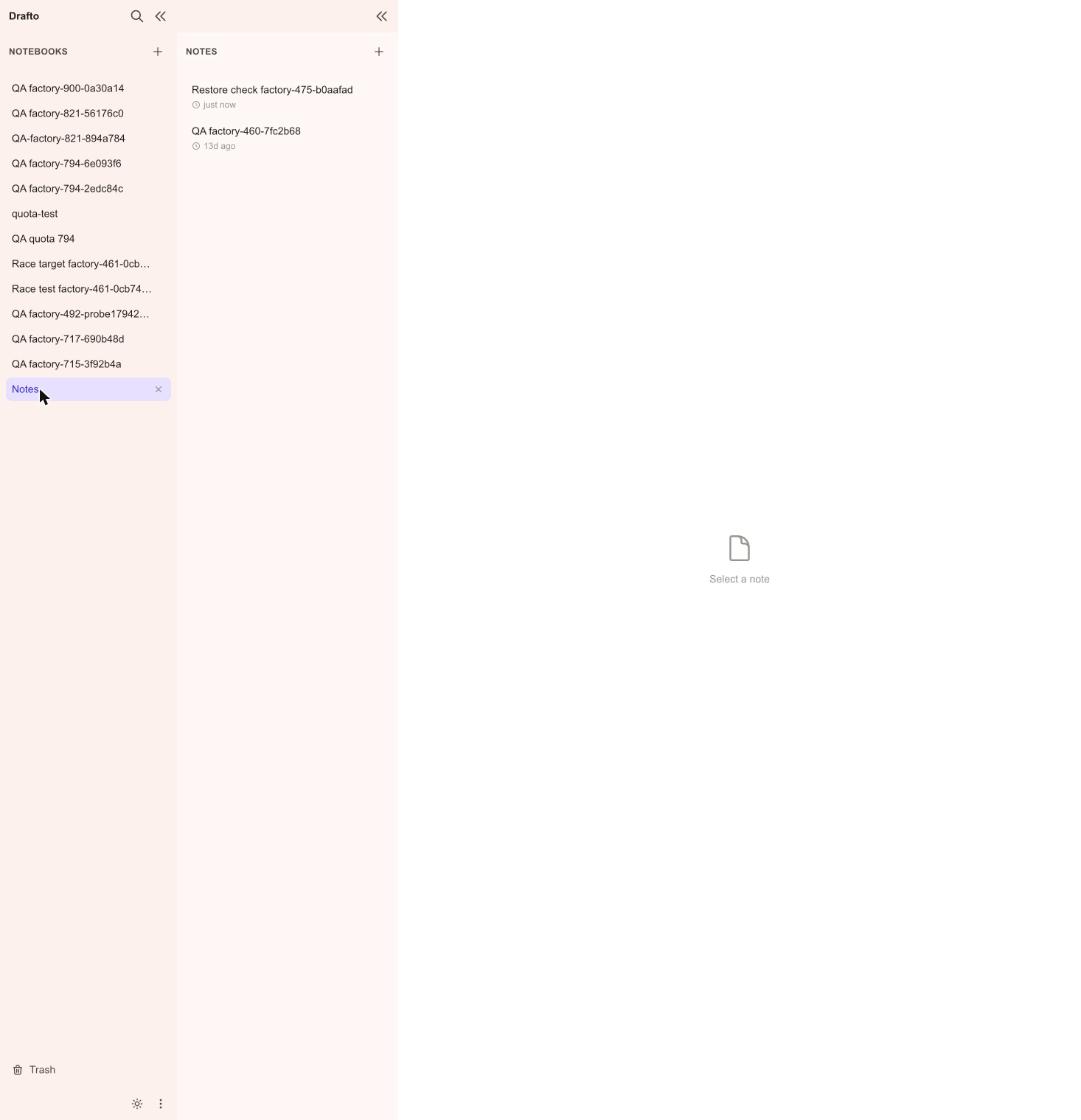 Drafto
NOTEBOOKS
QA factory-900-0a30a14
QA factory-821-56176c0
QA-factory-821-894a784
QA factory-794-6e093f6
QA factory-794-2edc84c
quota-test
QA quota 794
Race target factory-461-0cb…
Race test factory-461-0cb74…
QA factory-492-probe17942…
QA factory-717-690b48d
QA factory-715-3f92b4a
Notes
Trash
NOTES
Restore check factory-475-b0aafad
just now
QA factory-460-7fc2b68
13d ago
Select a note